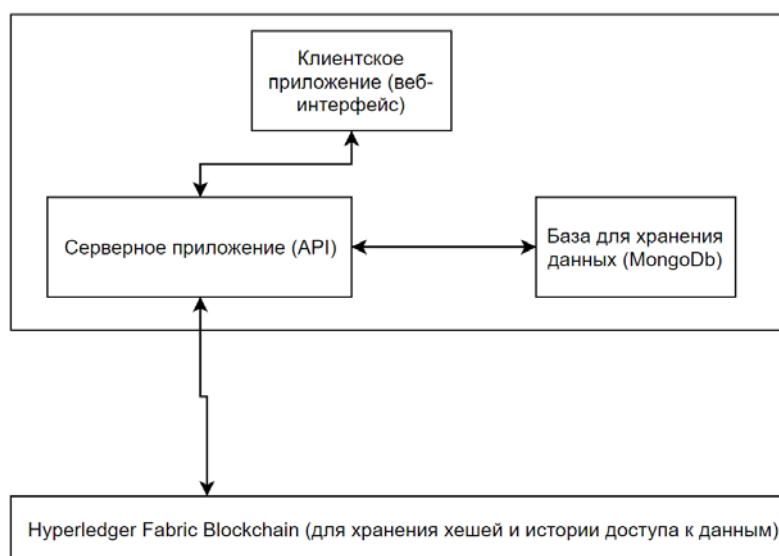 Клиентское
приложение (веб-
интерфейс)
Серверное приложение (API)
База для хранения
данных (MongoDb)
Hyperledger Fabric Blockchain (для хранения хешей и истории доступа к данным)